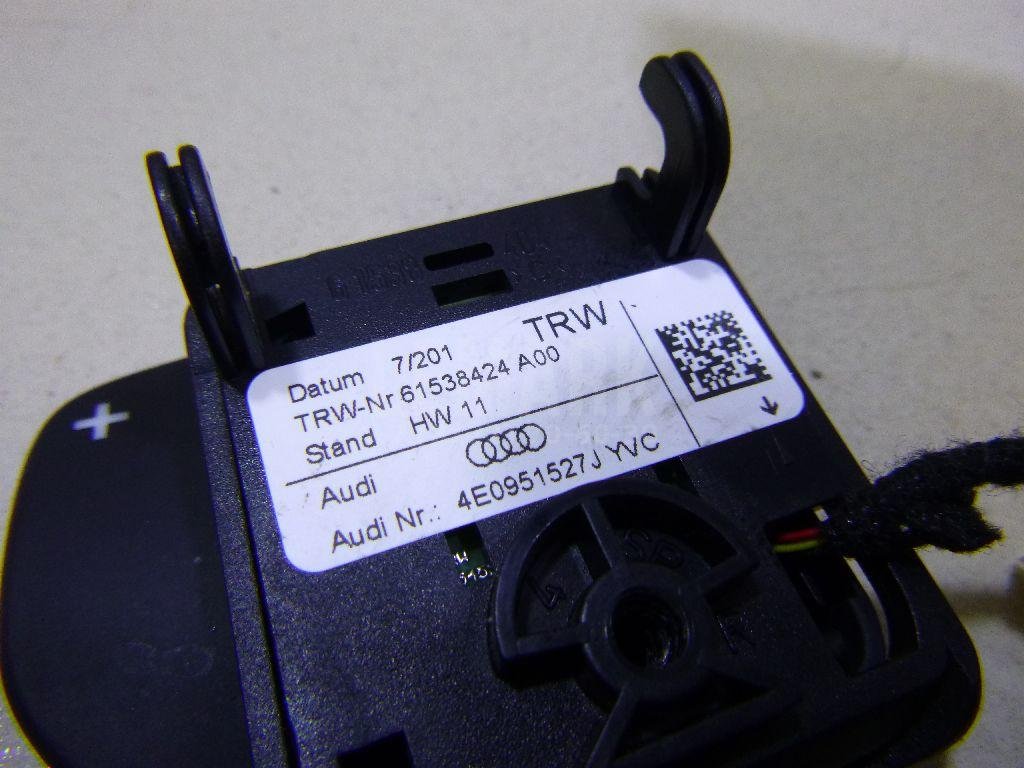 TRW
Datum 7/201
TRW-Nr 61538424 A00
Stand HW 11
Audi
Audi Nr.: 4E0951527J YVC
+